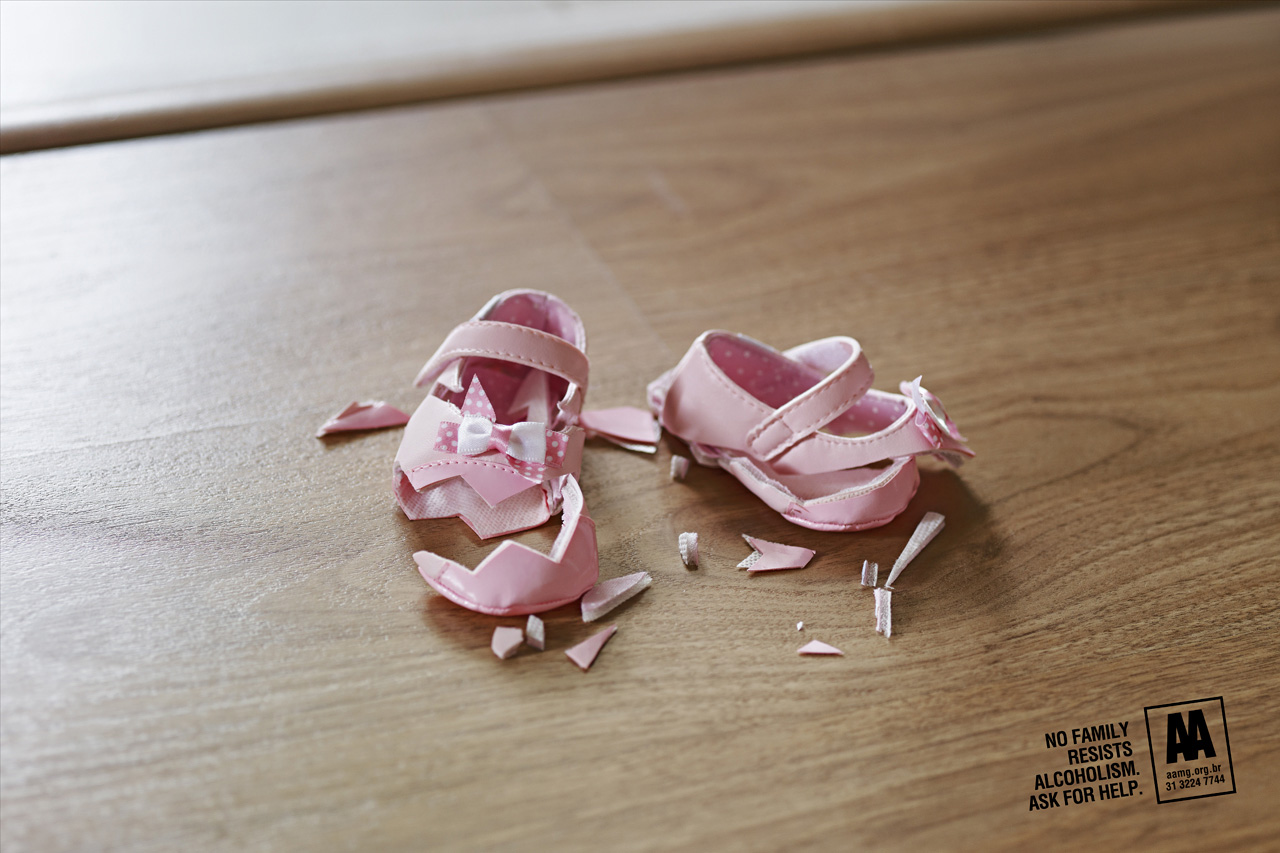 NO FAMILY
RESISTS
ALCOHOLISM.
ASK FOR HELP.
AA
aamg.org.br
31 3224 7744